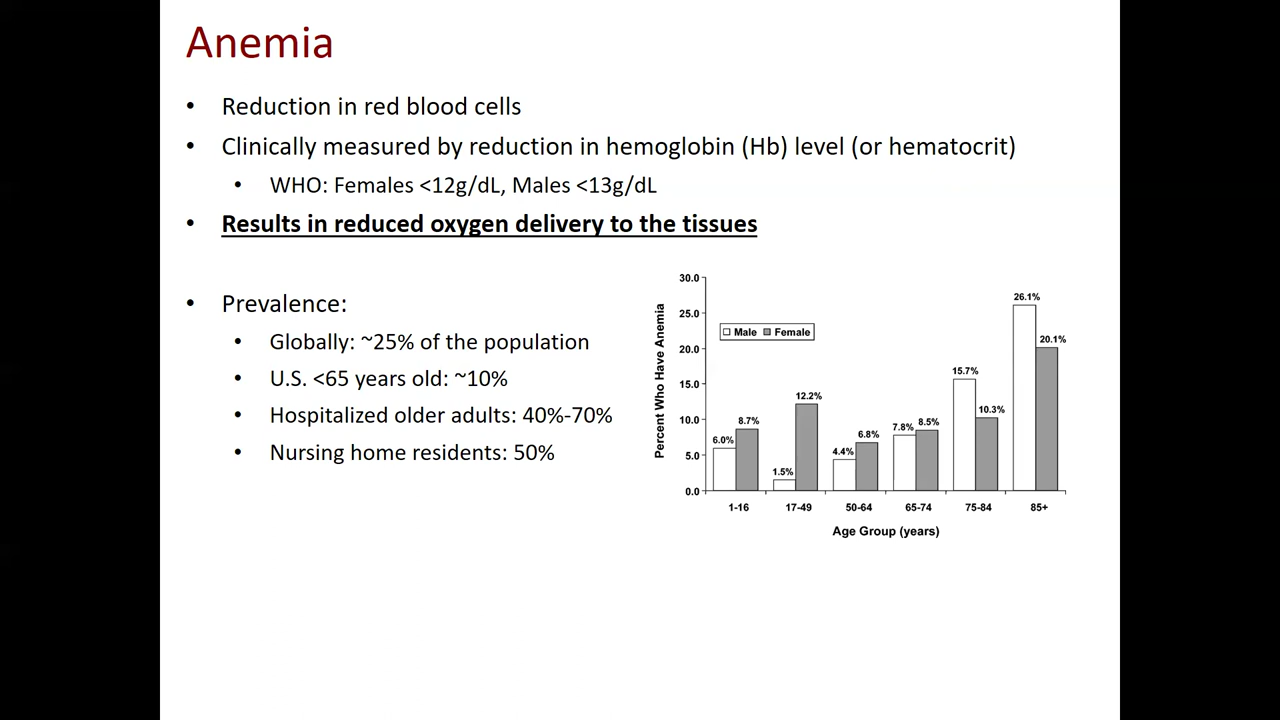 Anemia
• Reduction in red blood cells
• Clinically measured by reduction in hemoglobin (Hb) level (or hematocrit)
• WHO: Females <12g/dL, Males <13g/dL
• Results in reduced oxygen delivery to the tissues
• Prevalence:
• Globally: ~25% of the population
• U.S. <65 years old: ~10%
• Hospitalized older adults: 40%-70%
• Nursing home residents: 50%
Percent Who Have Anemia
30.0
25.0
20.0
15.0
10.0
5.0
0.0
Male Female
6.0% 8.7%
1.5% 12.2%
4.4% 6.8%
7.8% 8.5%
15.7% 10.3%
26.1% 20.1%
1-16 17-49 50-64 65-74 75-84 85+
Age Group (years)